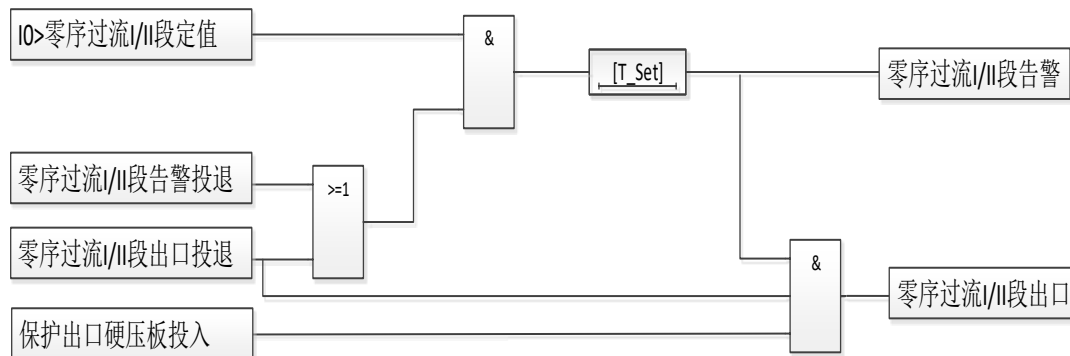 I0>零序过流I/II段定值
&
[T_Set]
零序过流I/II段告警
零序过流I/II段告警投退
>=1
零序过流I/II段出口投退
&
零序过流I/II段出口
保护出口硬压板投入